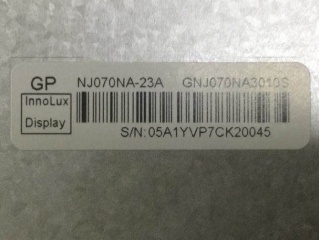 GP NJ070NA-23A GNJ070NA3010S
InnoLux
Display
S/N:05A1YVP7CK20045